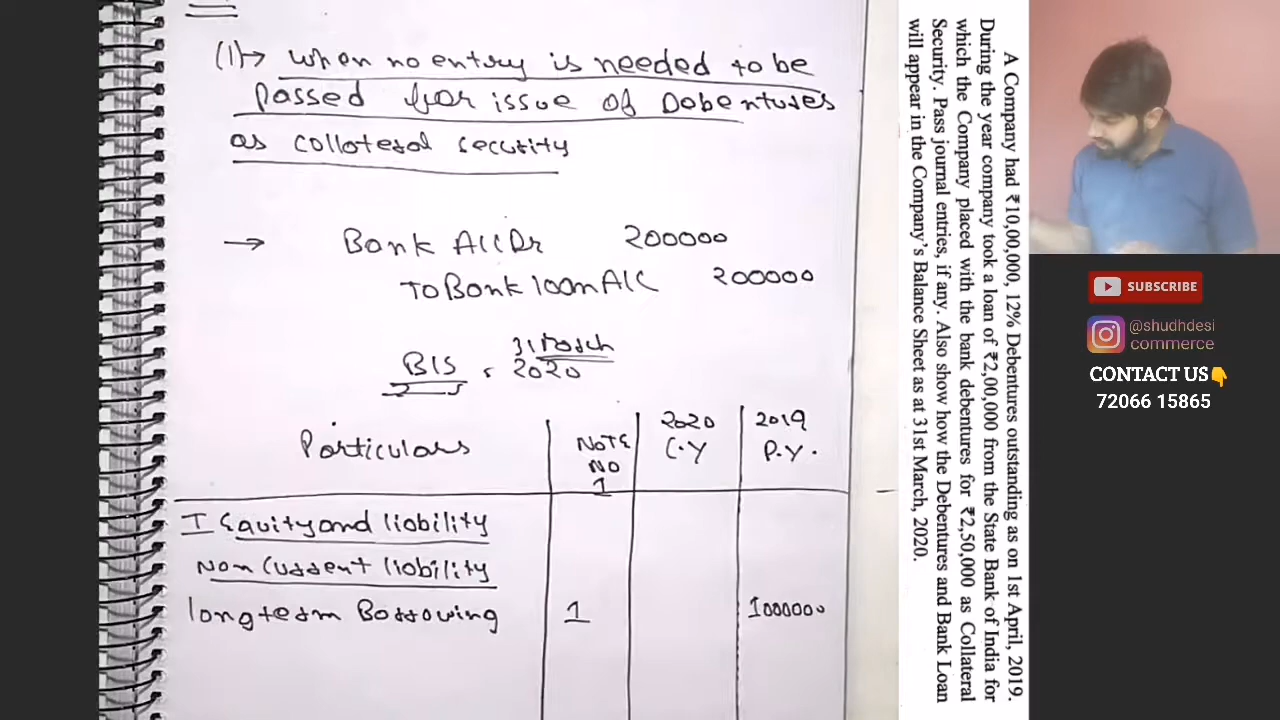 (1)→ when no entry is needed to be
passed for issue of Debentures
as collateral security
→ Bank A/c Dr 200000
To Bank loan A/c 200000
B/S, 31 March
2020
Particulars
NOTE
NO
1
2020
C.Y
2019
P.Y.
I Equity and liability
Non Current liability
long term Borrowing 1 1000000
A Company had ₹10,00,000, 12% Debentures outstanding as on 1st April, 2019.
During the year company took a loan of ₹2,00,000 from the State Bank of India for
which the Company placed with the bank debentures for ₹2,50,000 as Collateral
Security. Pass journal entries, if any. Also show how the Debentures and Bank Loan
will appear in the Company's Balance Sheet as at 31st March, 2020.
SUBSCRIBE
@shudhdesi
commerce
CONTACT US👇
72066 15865